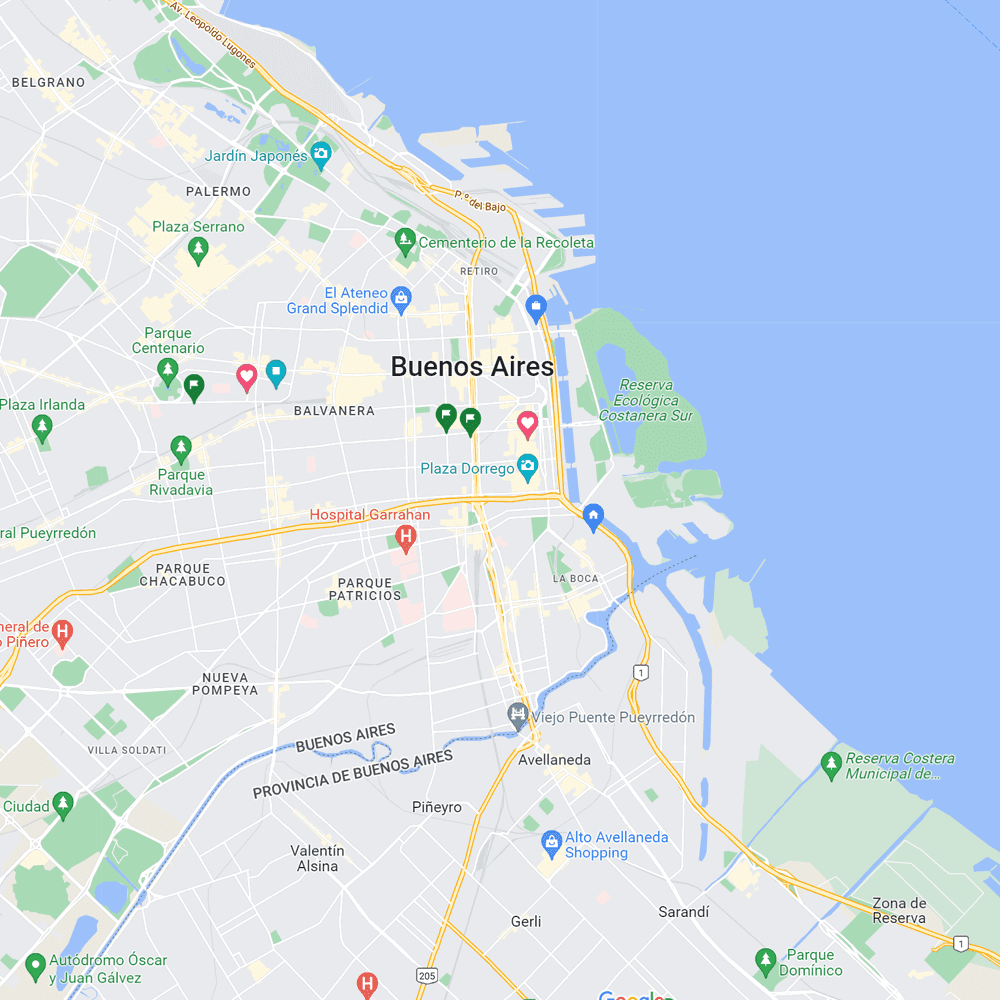 Av. Leopoldo Lugones
BELGRANO
Jardín Japonés
PALERMO
P.º del Bajo
Plaza Serrano
Cementerio de la Recoleta
RETIRO
El Ateneo
Grand Splendid
Parque
Centenario
Buenos Aires
Reserva
Ecológica
Costanera Sur
Plaza Irlanda
BALVANERA
Plaza Dorrego
Parque
Rivadavia
Hospital Garrahan
H
ral Pueyrredón
PARQUE
CHACABUCO
PARQUE
PATRICIOS
LA BOCA
neral de
o Piñero
H
NUEVA
POMPEYA
1
Viejo Puente Pueyrredón
VILLA SOLDATI
BUENOS AIRES
PROVINCIA DE BUENOS AIRES
Avellaneda
Reserva Costera
Municipal de...
Ciudad
Piñeyro
Alto Avellaneda
Shopping
Valentín
Alsina
Gerli
Sarandí
Zona de
Reserva
1
Autódromo Óscar
y Juan Gálvez
H
205
Parque
Domínico
Google